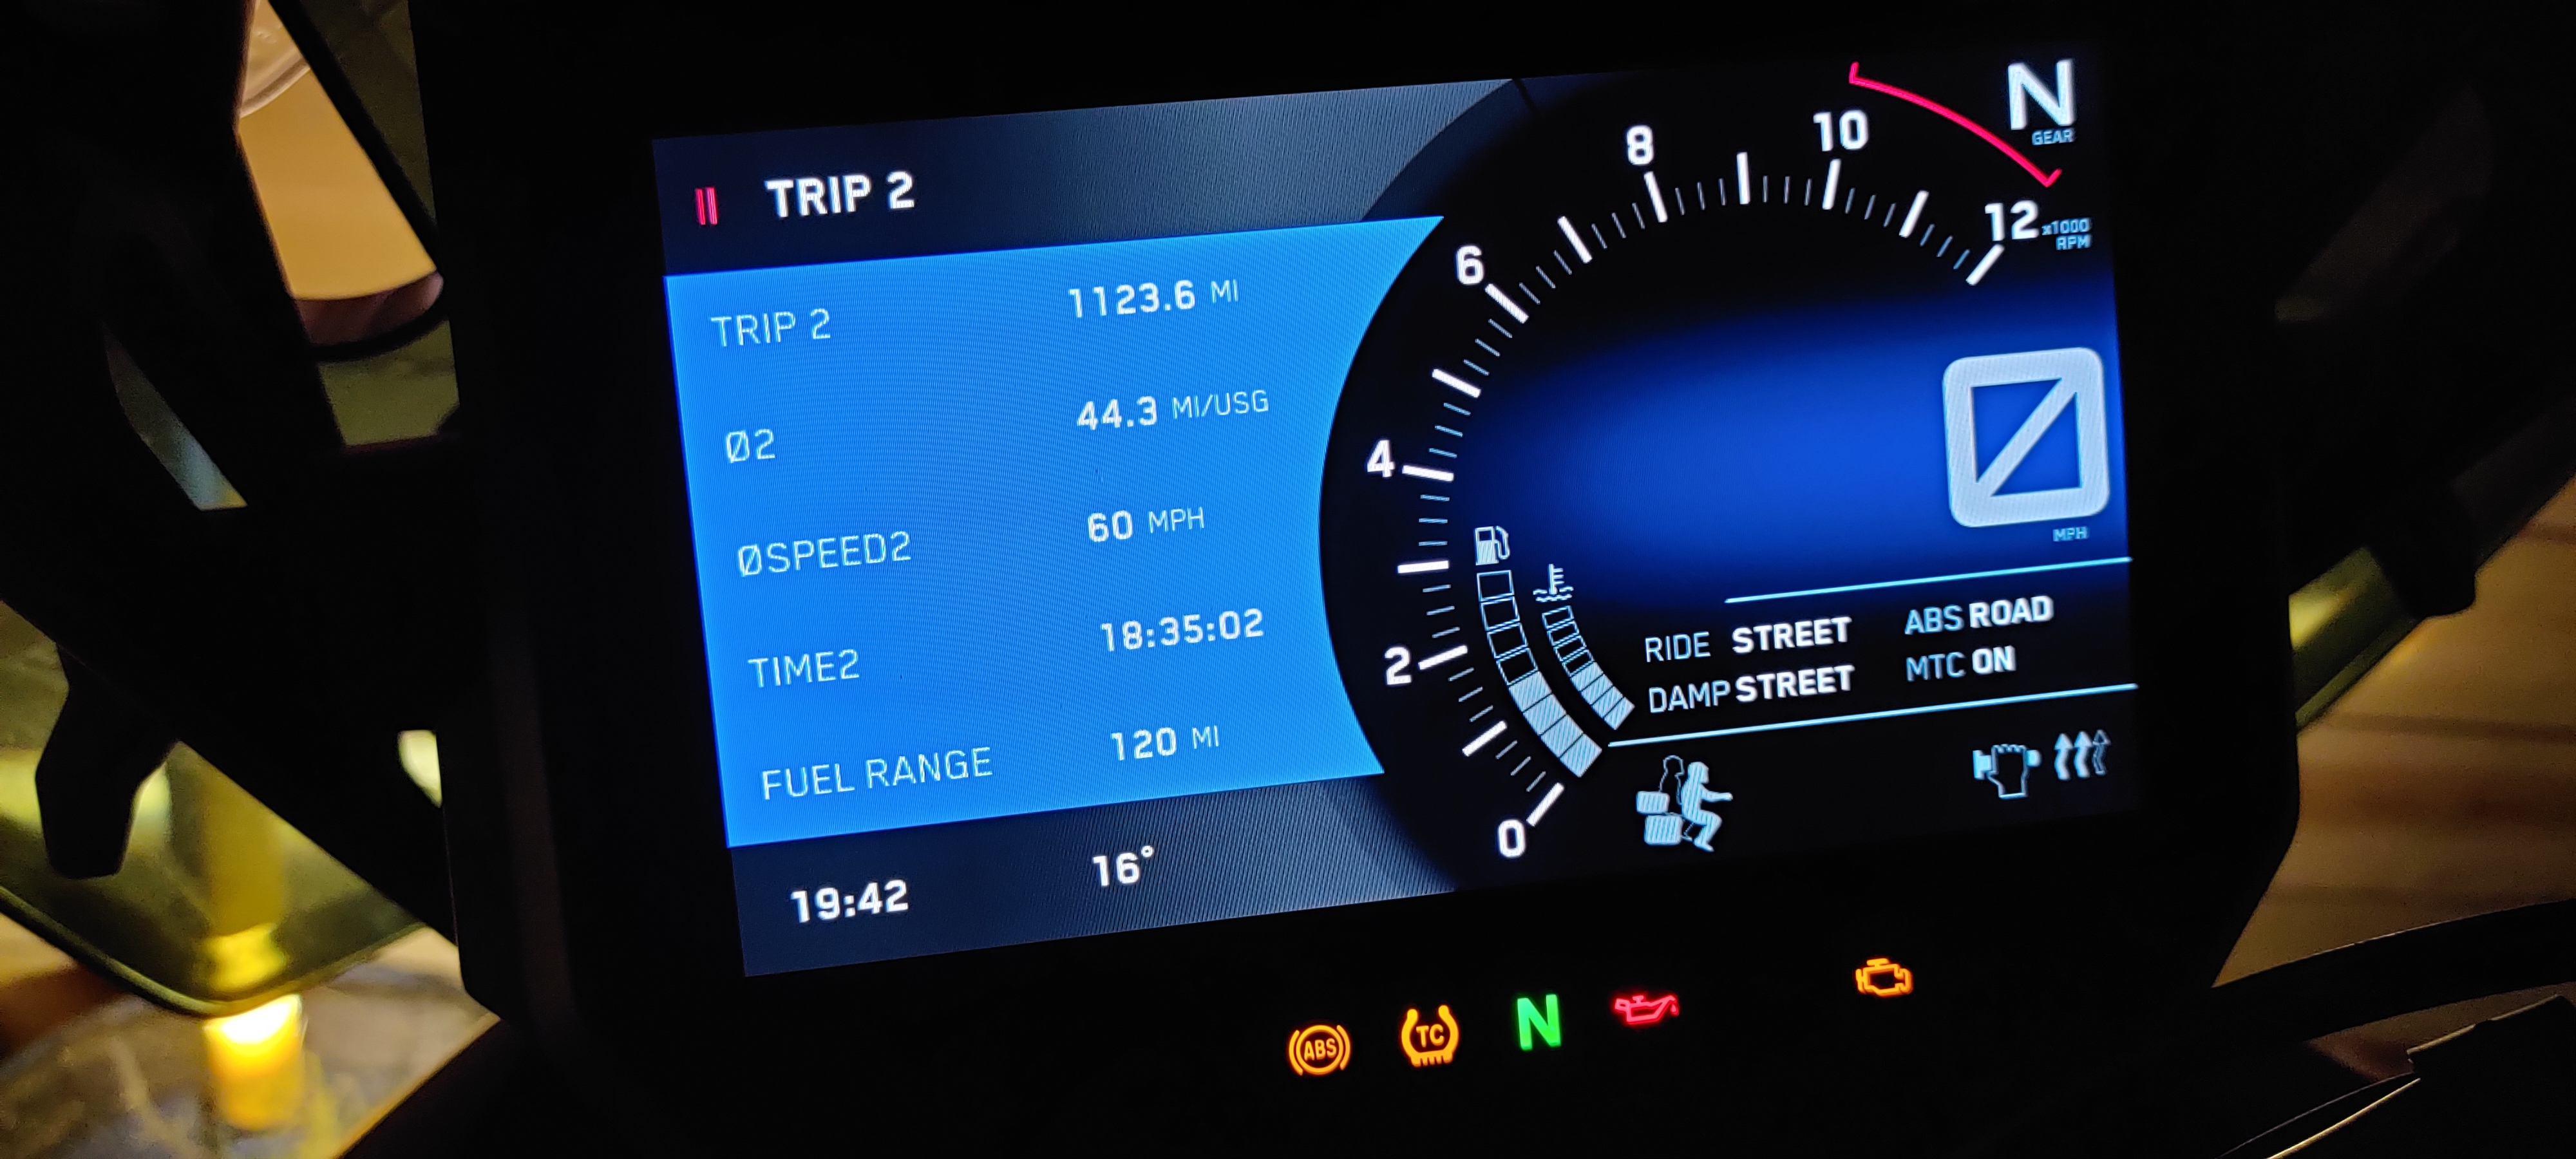 TRIP 2
TRIP 2 1123.6 MI
Ø2 44.3 MI/USG
ØSPEED2 60 MPH
TIME2 18:35:02
FUEL RANGE 120 MI
19:42 16°
N
GEAR
0
2
4
6
8
10
12 x1000
RPM
0
MPH
RIDE STREET ABS ROAD
DAMP STREET MTC ON
ABS TC N